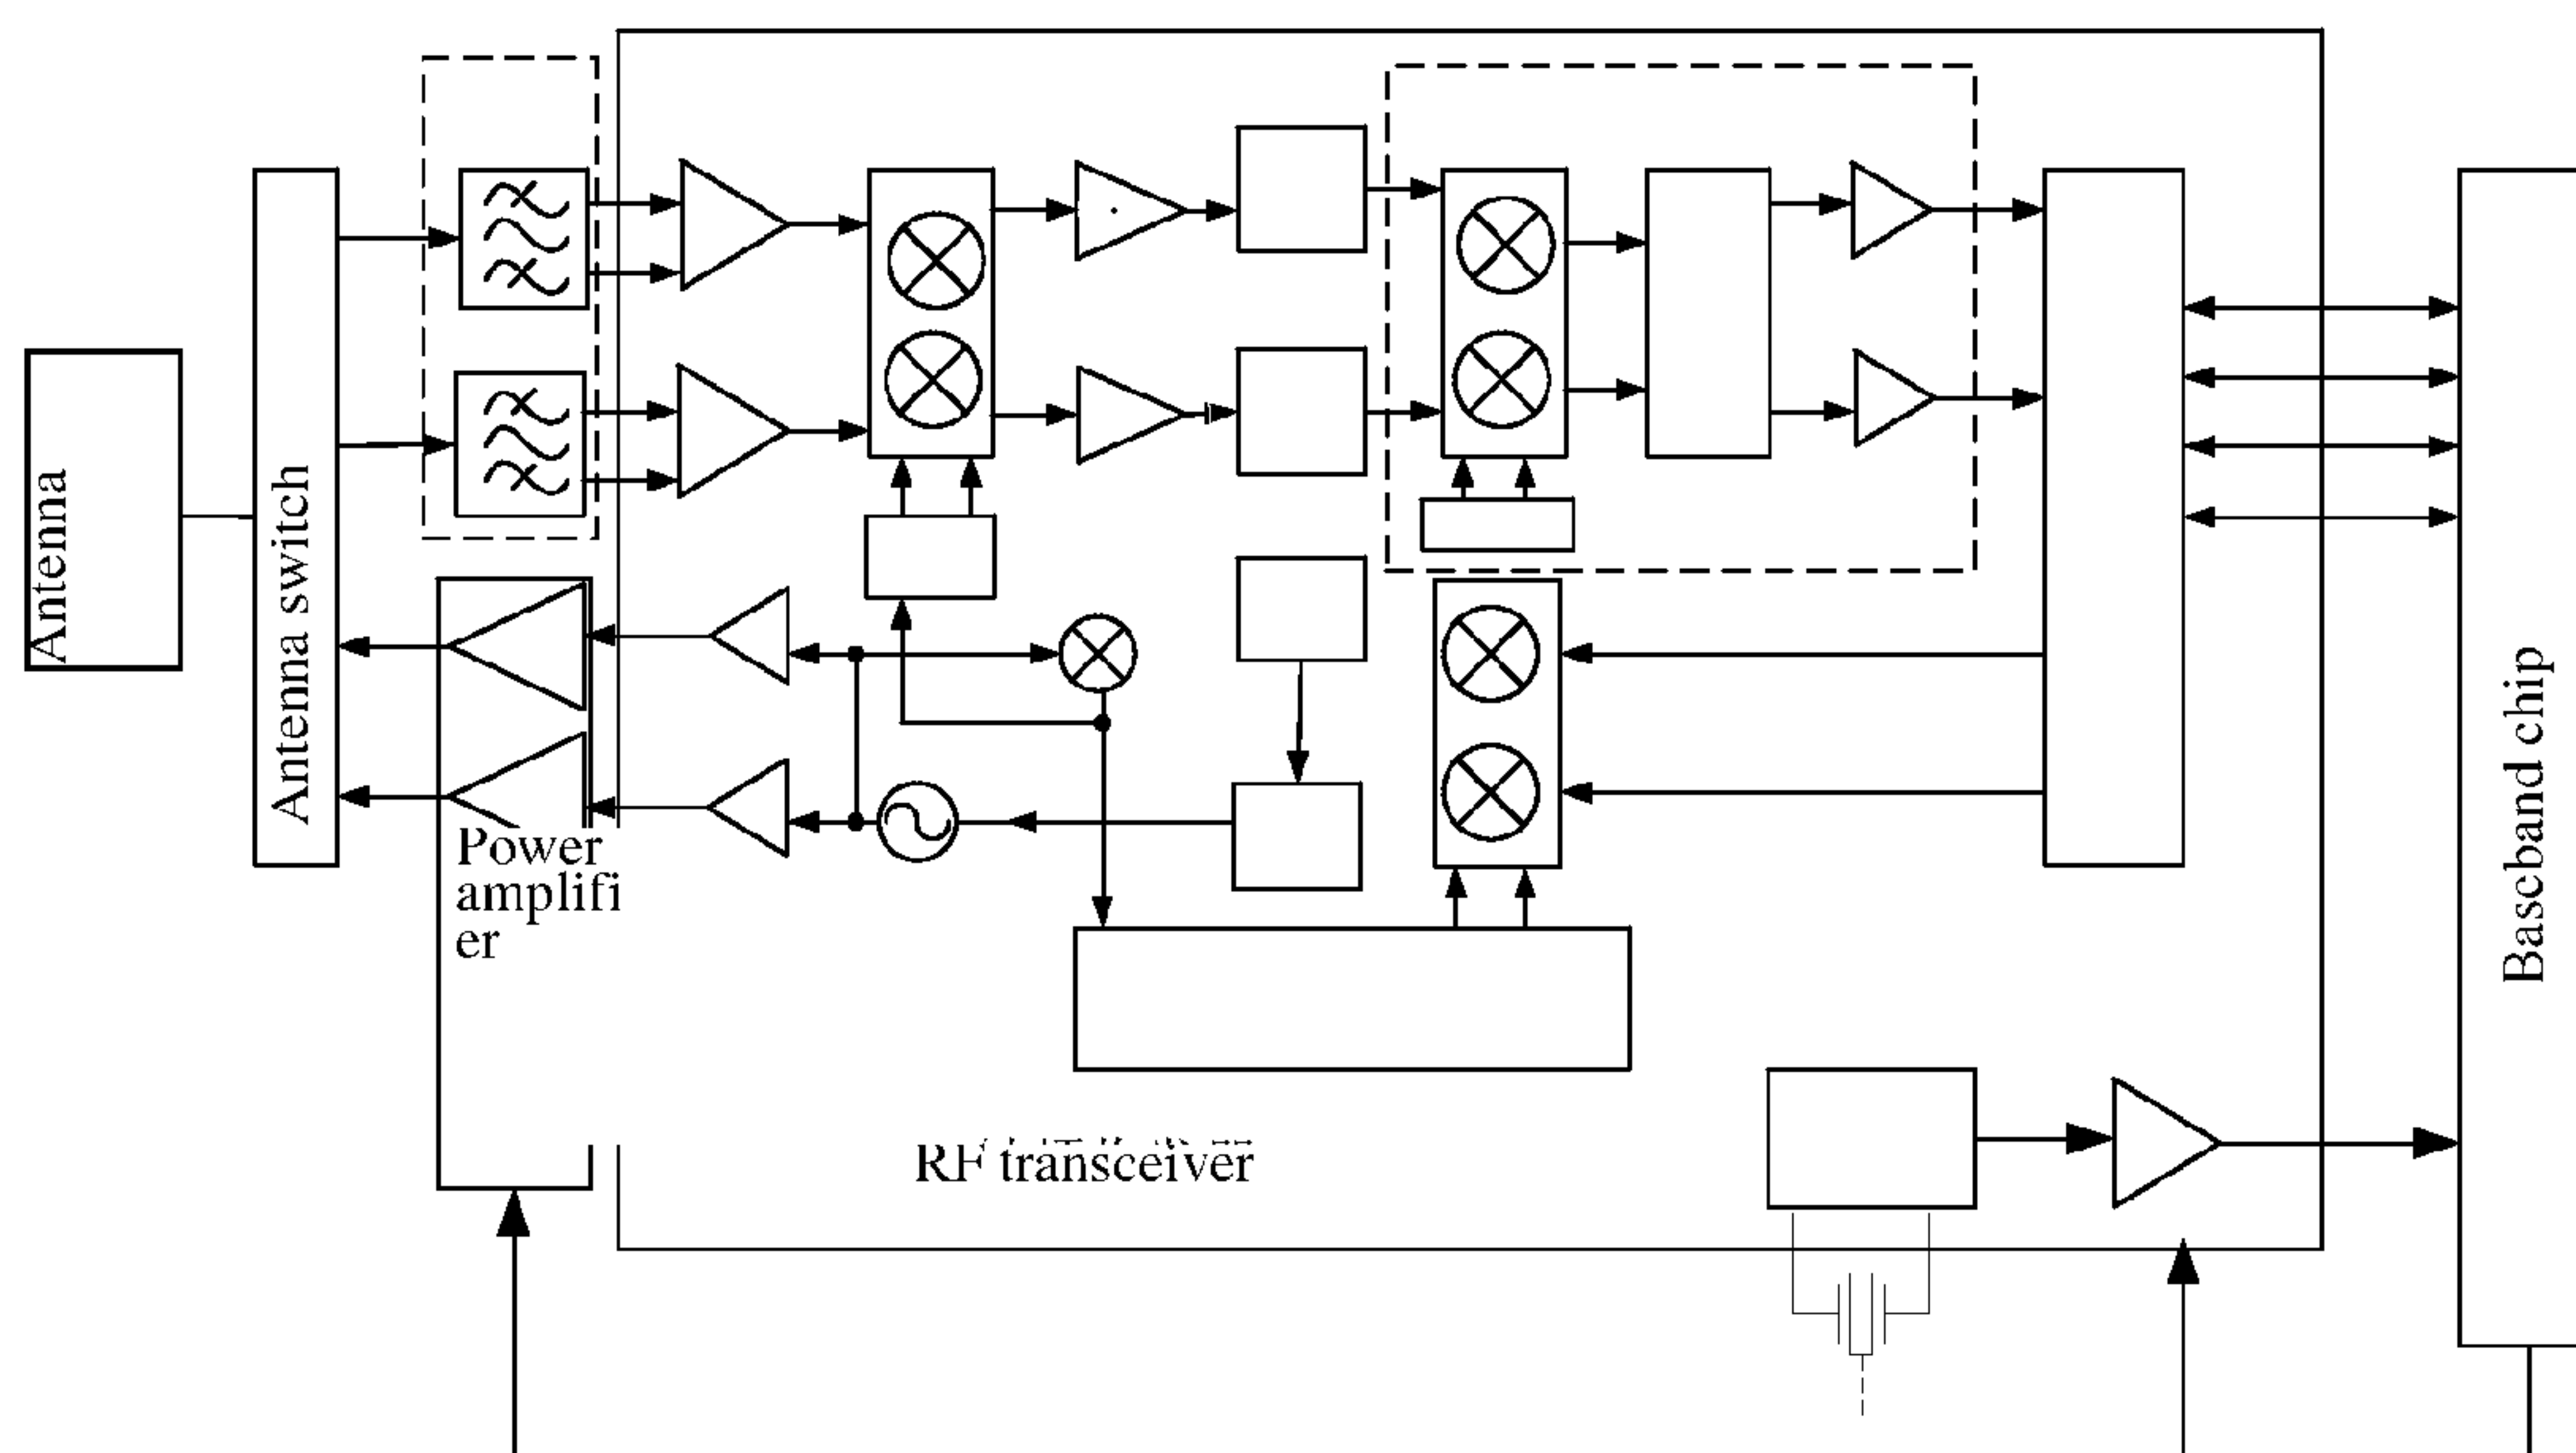 Antenna
Antenna switch
Power
amplifi
er
RF transceiver
Baseband chip